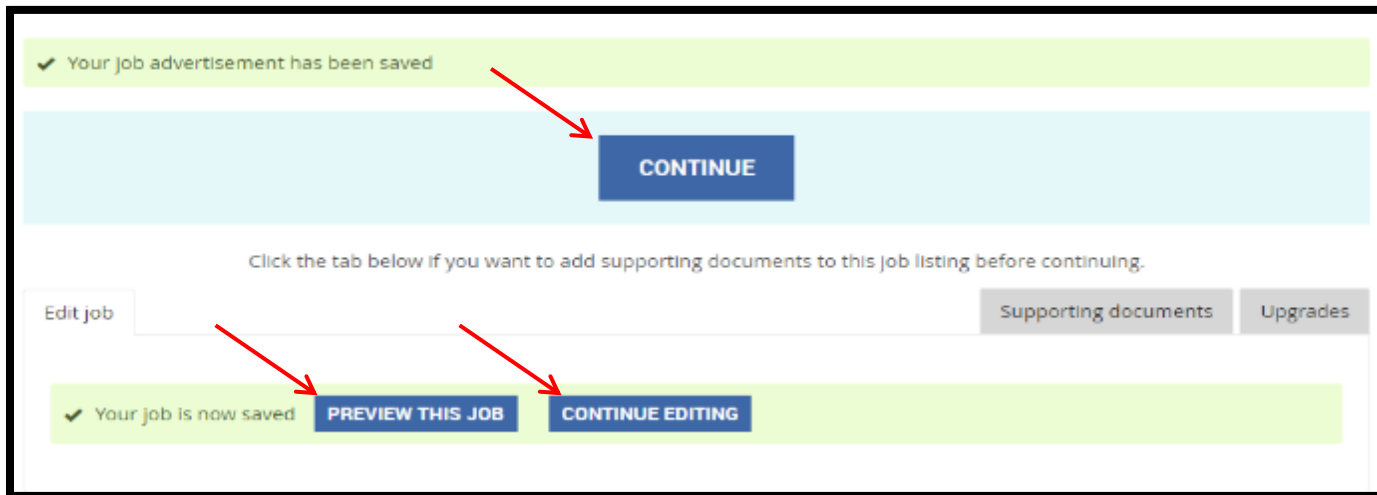 ✔ Your job advertisement has been saved
CONTINUE
Click the tab below if you want to add supporting documents to this job listing before continuing.
Edit job Supporting documents Upgrades
✔ Your job is now saved PREVIEW THIS JOB CONTINUE EDITING